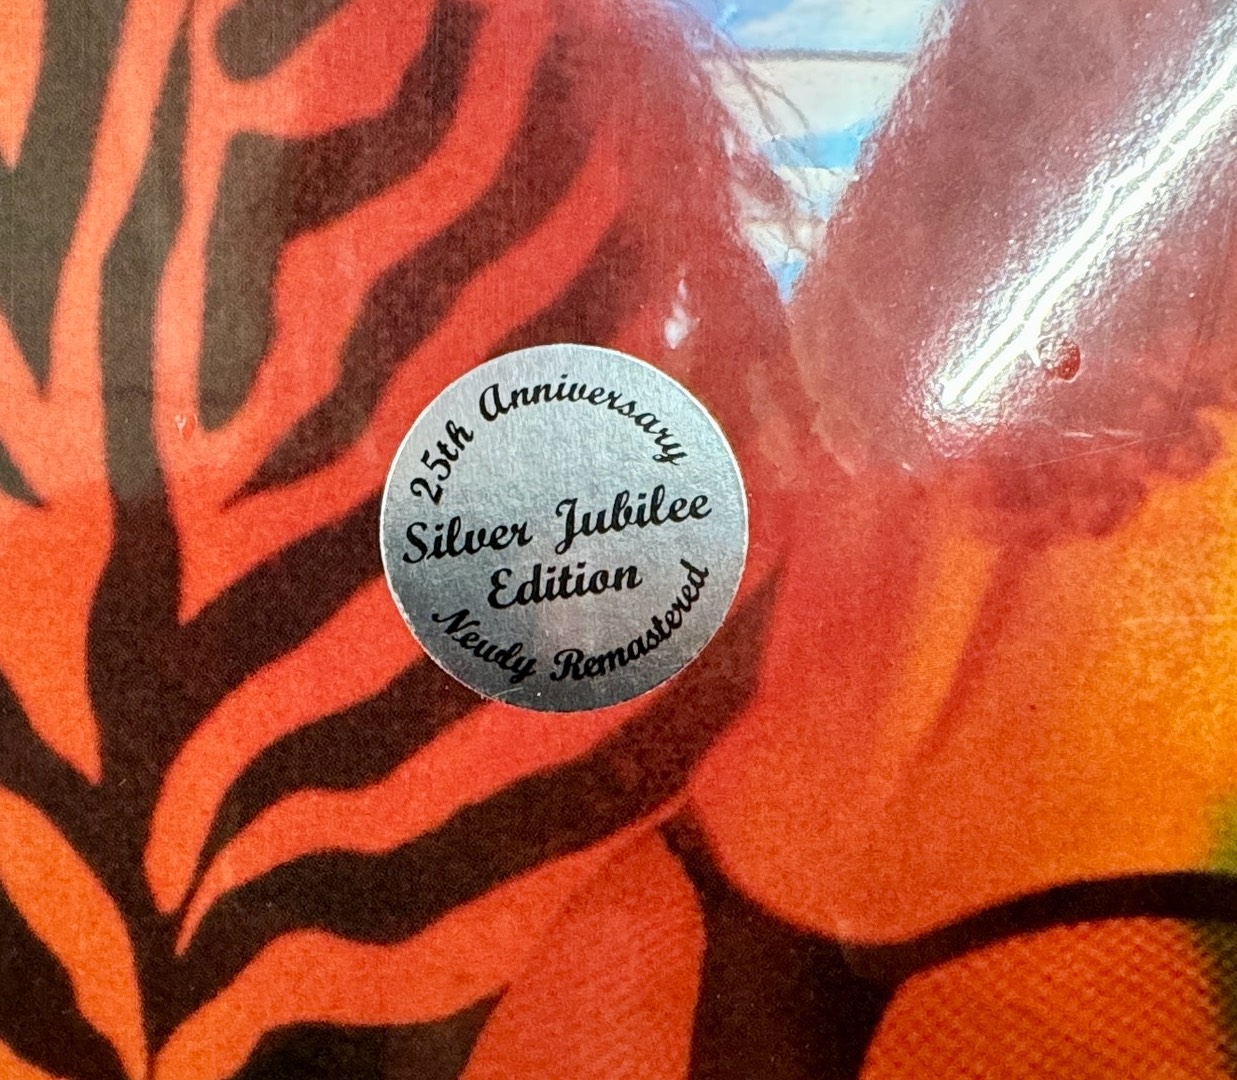 25th Anniversary
Silver Jubilee
Edition
Newly Remastered